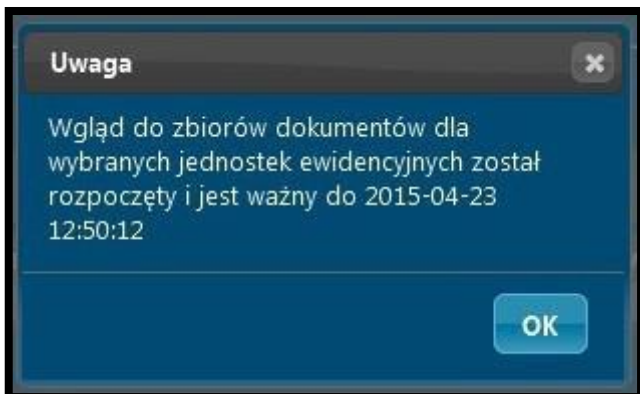 Uwaga
Wgląd do zbiorów dokumentów dla
wybranych jednostek ewidencyjnych został
rozpoczęty i jest ważny do 2015-04-23
12:50:12
OK